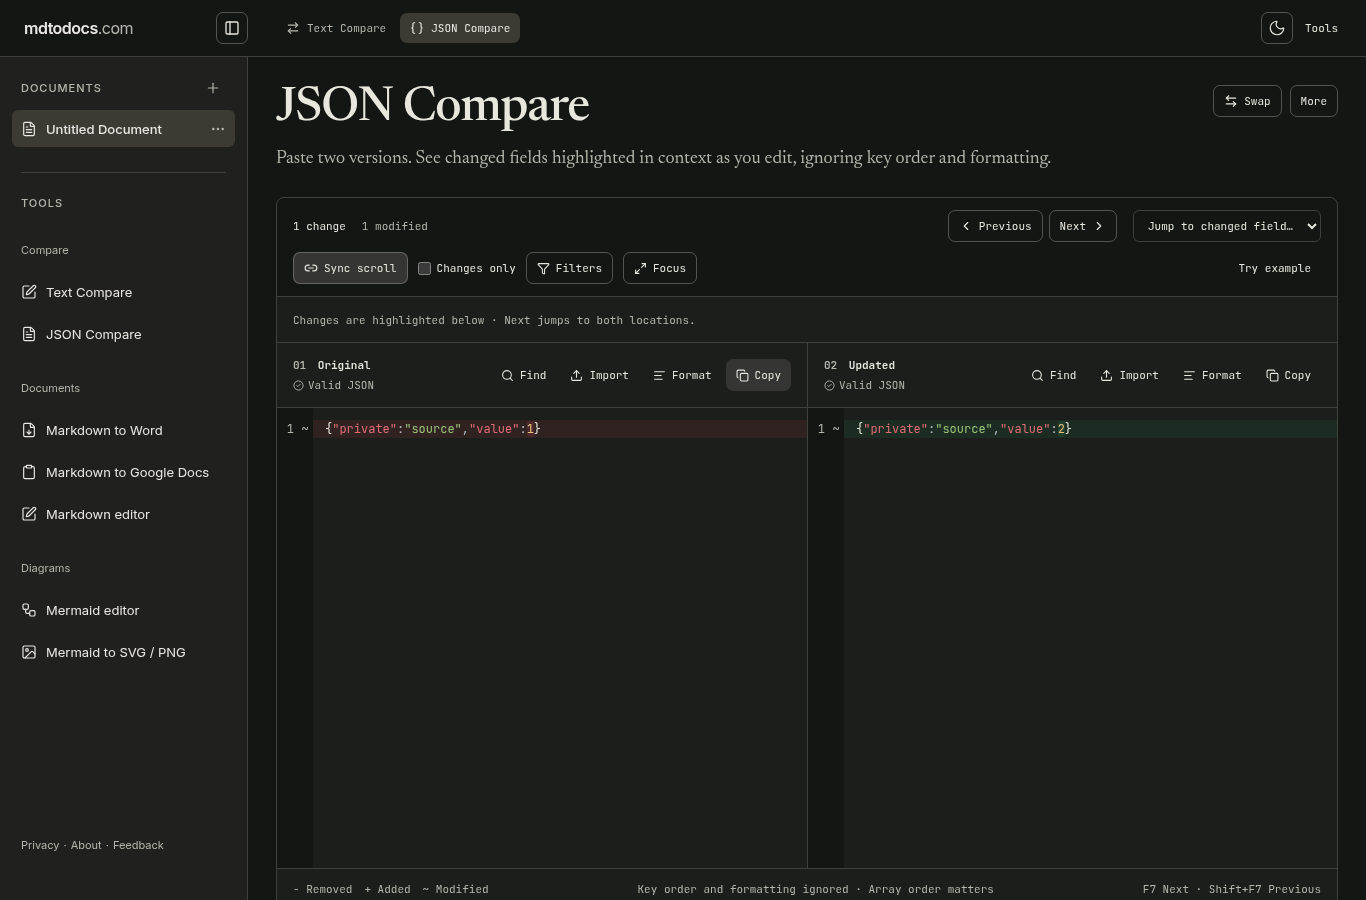 mdtodocs.com
Text Compare
JSON Compare
Tools
DOCUMENTS
Untitled Document
TOOLS
Compare
Text Compare
JSON Compare
Documents
Markdown to Word
Markdown to Google Docs
Markdown editor
Diagrams
Mermaid editor
Mermaid to SVG / PNG
Privacy · About · Feedback
JSON Compare
Swap
More
Paste two versions. See changed fields highlighted in context as you edit, ignoring key order and formatting.
1 change 1 modified
Previous
Next
Jump to changed field…
Sync scroll
Changes only
Filters
Focus
Try example
Changes are highlighted below · Next jumps to both locations.
01 Original
Valid JSON
Find
Import
Format
Copy
02 Updated
Valid JSON
Find
Import
Format
Copy
1 ~ {"private":"source","value":1}
1 ~ {"private":"source","value":2}
- Removed + Added ~ Modified
Key order and formatting ignored · Array order matters
F7 Next · Shift+F7 Previous